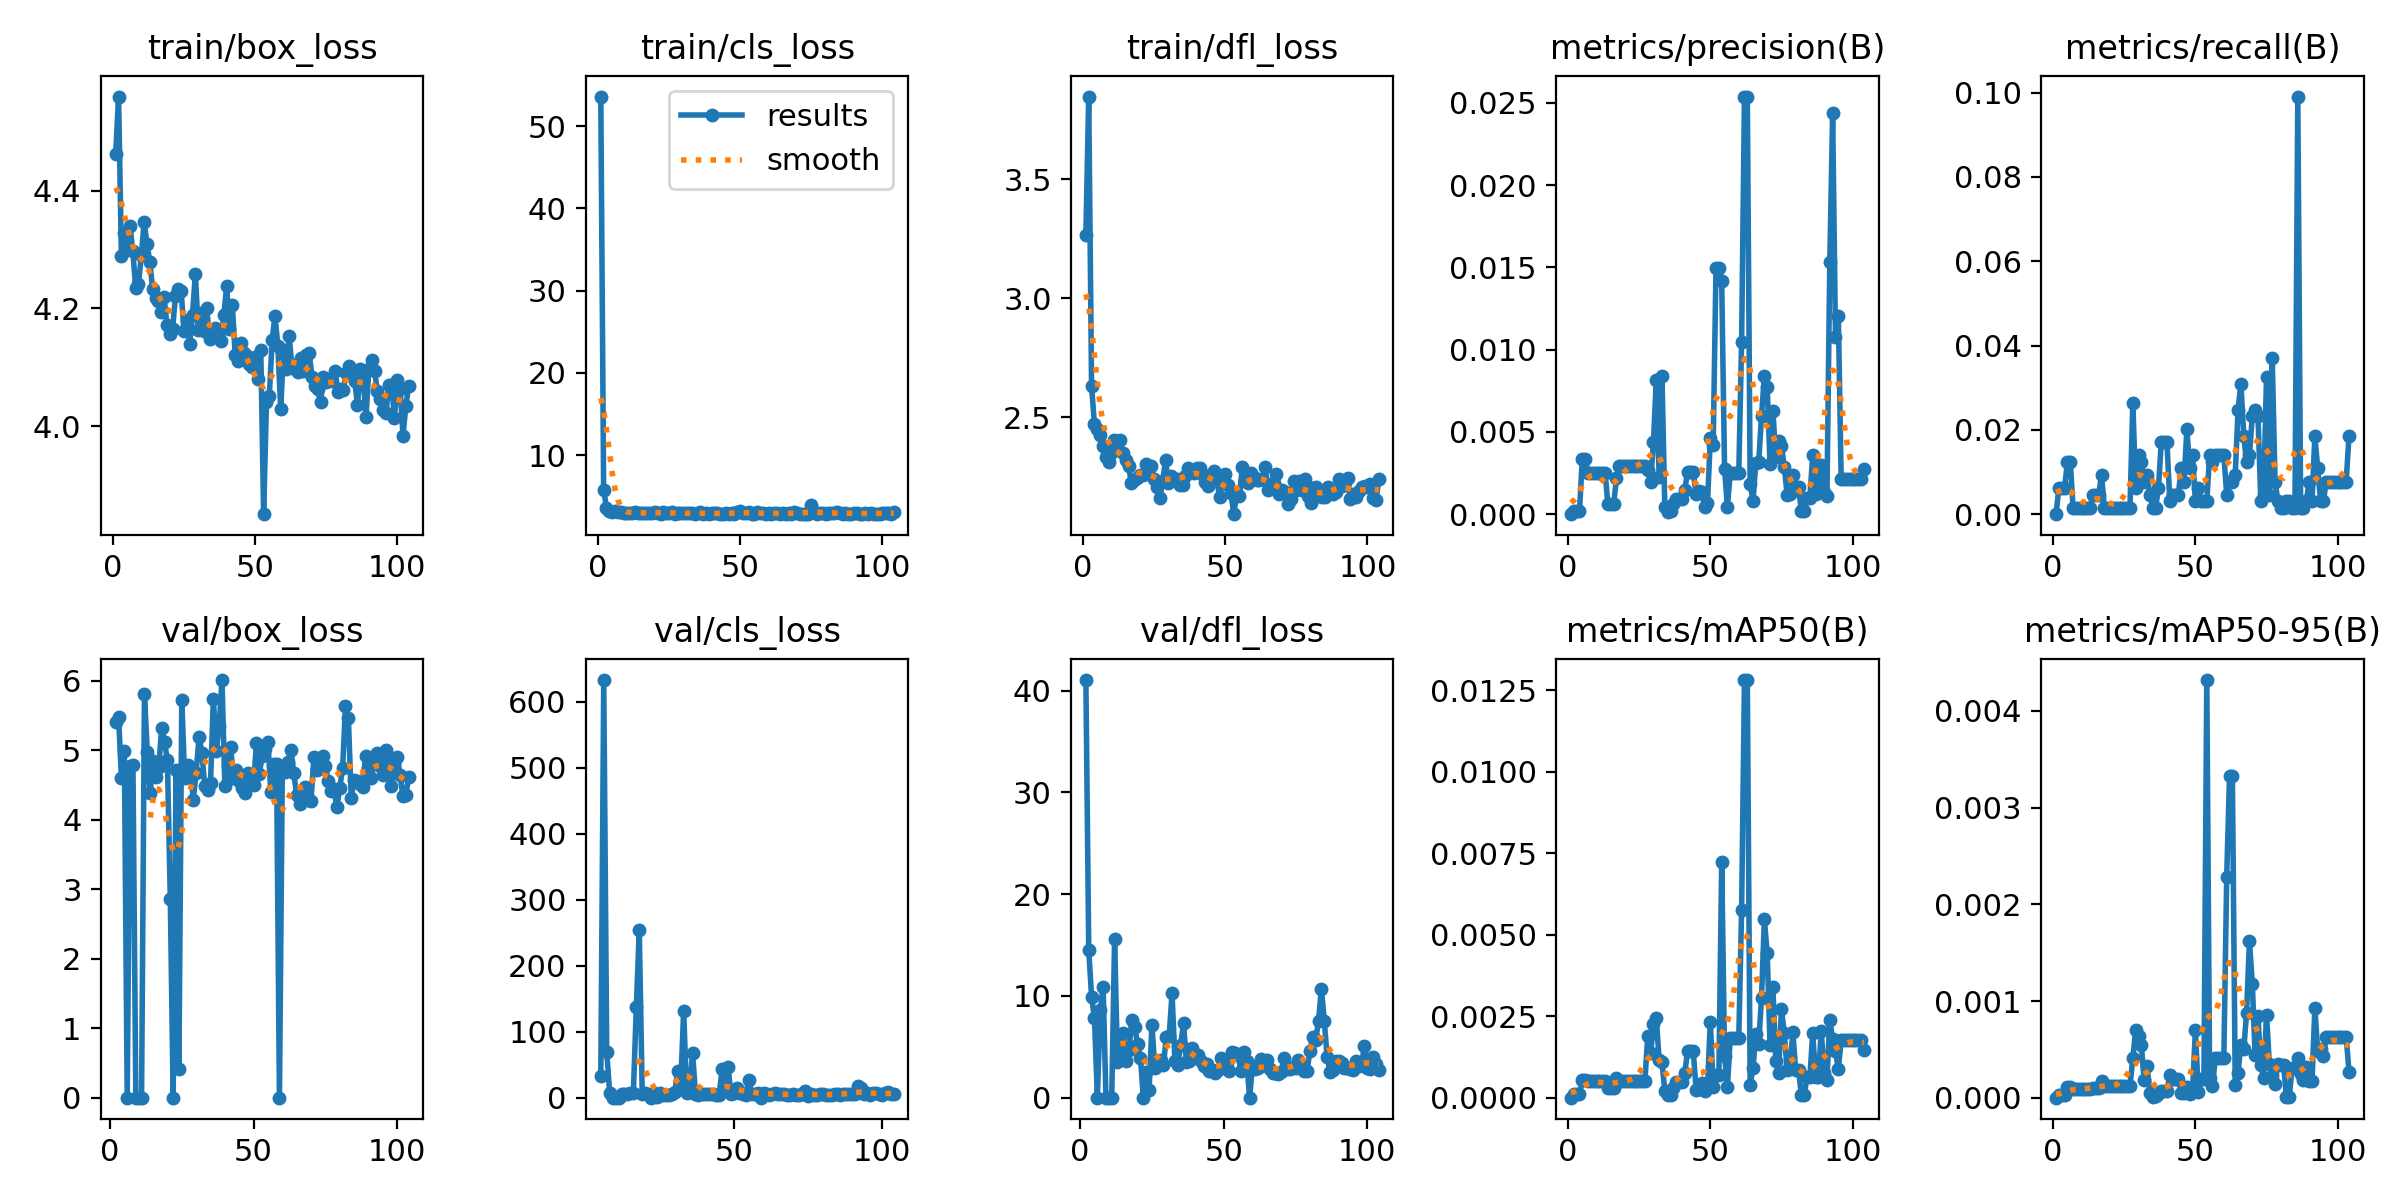 train/box_loss
4.4
4.2
4.0
0 50 100
train/cls_loss
results
smooth
50
40
30
20
10
0 50 100
train/dfl_loss
3.5
3.0
2.5
0 50 100
metrics/precision(B)
0.025
0.020
0.015
0.010
0.005
0.000
0 50 100
metrics/recall(B)
0.10
0.08
0.06
0.04
0.02
0.00
0 50 100
val/box_loss
6
5
4
3
2
1
0
0 50 100
val/cls_loss
600
500
400
300
200
100
0
50 100
val/dfl_loss
40
30
20
10
0
0 50 100
metrics/mAP50(B)
0.0125
0.0100
0.0075
0.0050
0.0025
0.0000
0 50 100
metrics/mAP50-95(B)
0.004
0.003
0.002
0.001
0.000
0 50 100